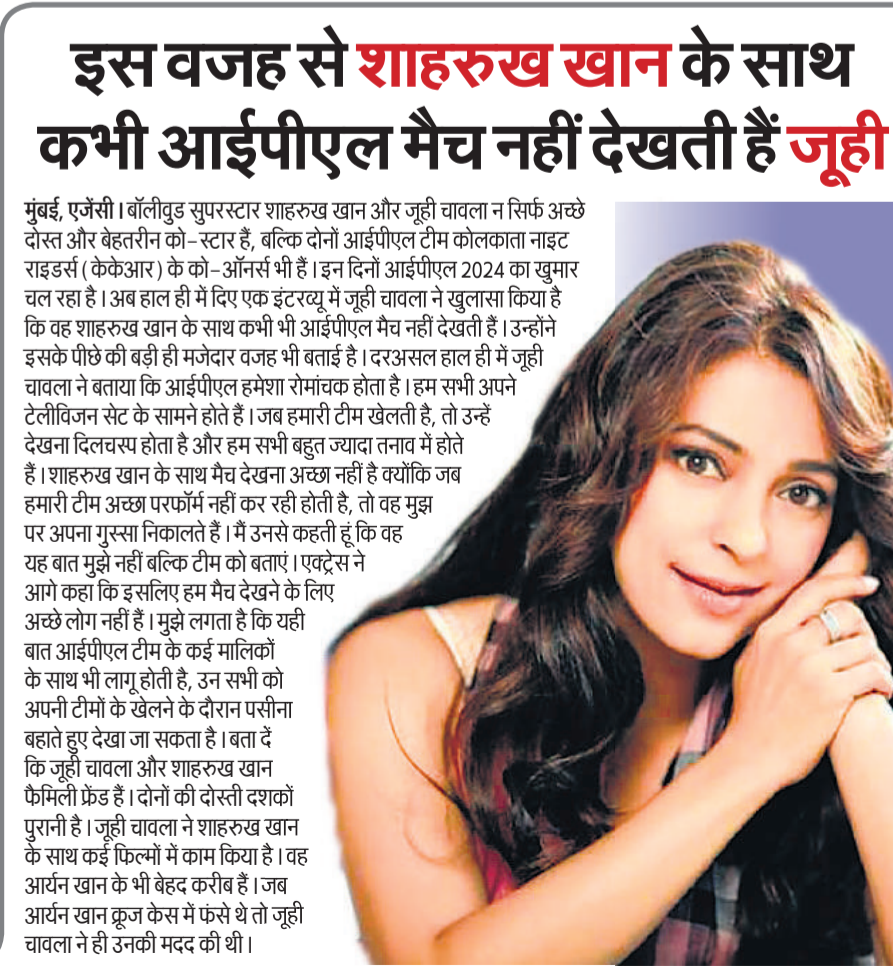 इस वजह से शाहरुख खान के साथ
कभी आईपीएल मैच नहीं देखती हैं जूही
मुंबई, एजेंसी। बॉलीवुड सुपरस्टार शाहरुख खान और जूही चावला न सिर्फ अच्छे
दोस्त और बेहतरीन को-स्टार हैं, बल्कि दोनों आईपीएल टीम कोलकाता नाइट
राइडर्स (केकेआर) के को-ऑनर्स भी हैं। इन दिनों आईपीएल 2024 का खुमार
चल रहा है। अब हाल ही में दिए एक इंटरव्यू में जूही चावला ने खुलासा किया है
कि वह शाहरुख खान के साथ कभी भी आईपीएल मैच नहीं देखती हैं। उन्होंने
इसके पीछे की बड़ी ही मजेदार वजह भी बताई है। दरअसल हाल ही में जूही
चावला ने बताया कि आईपीएल हमेशा रोमांचक होता है। हम सभी अपने
टेलीविजन सेट के सामने होते हैं। जब हमारी टीम खेलती है, तो उन्हें
देखना दिलचस्प होता है और हम सभी बहुत ज्यादा तनाव में होते
हैं। शाहरुख खान के साथ मैच देखना अच्छा नहीं है क्योंकि जब
हमारी टीम अच्छा परफॉर्म नहीं कर रही होती है, तो वह मुझ
पर अपना गुस्सा निकालते हैं। मैं उनसे कहती हूं कि वह
यह बात मुझे नहीं बल्कि टीम को बताएं। एक्ट्रेस ने
आगे कहा कि इसलिए हम मैच देखने के लिए
अच्छे लोग नहीं हैं। मुझे लगता है कि यही
बात आईपीएल टीम के कई मालिकों
के साथ भी लागू होती है, उन सभी को
अपनी टीमों के खेलने के दौरान पसीना
बहाते हुए देखा जा सकता है। बता दें
कि जूही चावला और शाहरुख खान
फैमिली फ्रेंड हैं। दोनों की दोस्ती दशकों
पुरानी है। जूही चावला ने शाहरुख खान
के साथ कई फिल्मों में काम किया है। वह
आर्यन खान के भी बेहद करीब हैं। जब
आर्यन खान क्रूज केस में फंसे थे तो जूही
चावला ने ही उनकी मदद की थी।